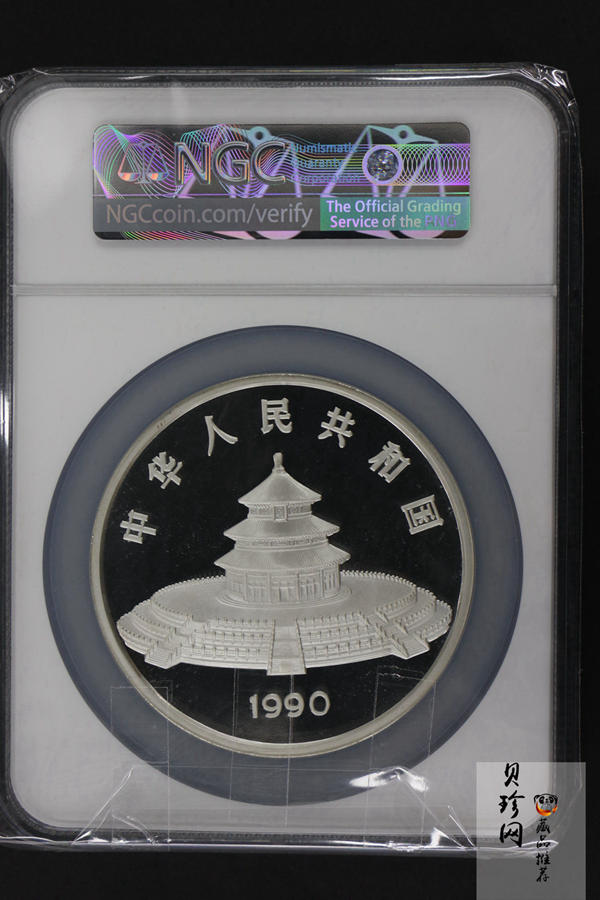 NGC
Numismatic
NGCcoin.com/verify
The Official Grading
Service of the PNG
中华人民共和国
1990
贝珍网
藏品推荐